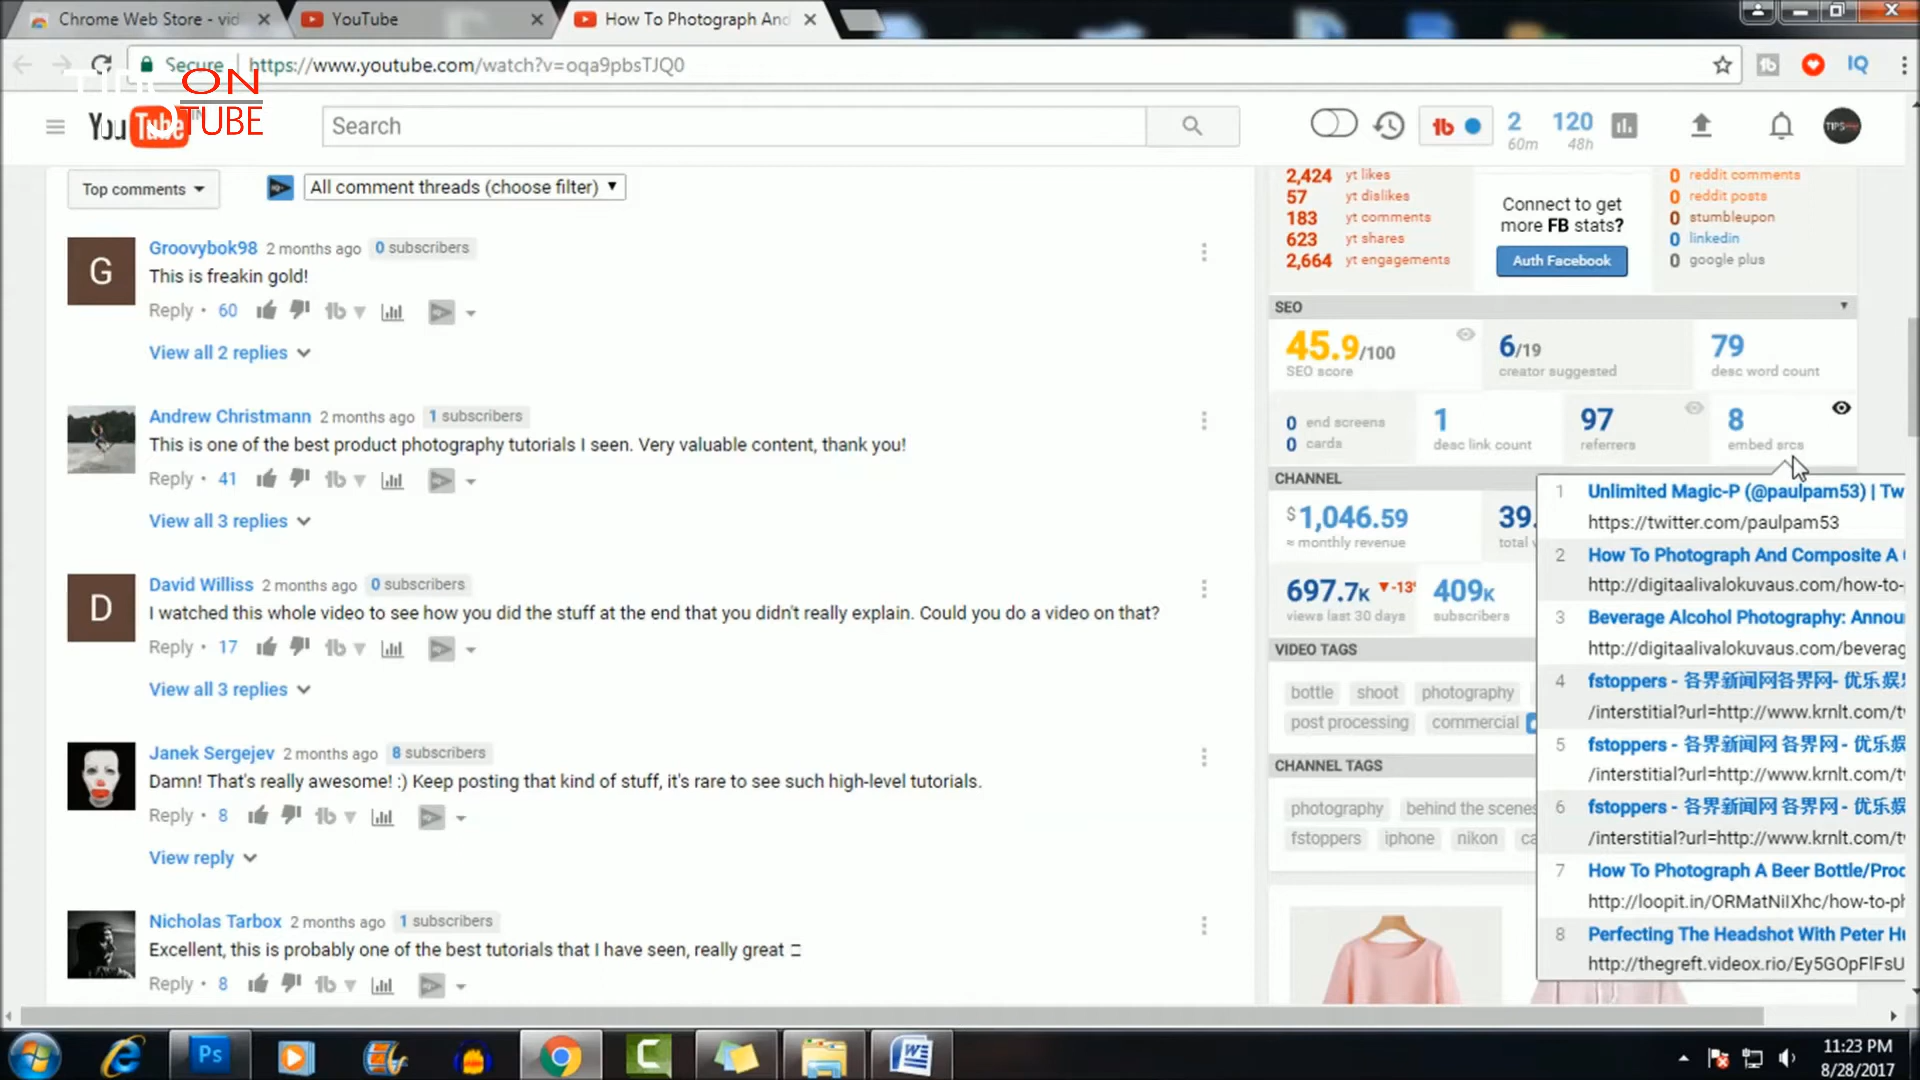 Chrome Web Store - vid
YouTube
How To Photograph And
Secure
https://www.youtube.com/watch?v=oqa9pbsTJQ0
IQ
ON
TUBE
You Tube
Search
2
60m
120
48h
Top comments
All comment threads (choose filter)
Groovybok98 2 months ago 0 subscribers
This is freakin gold!
Reply • 60
View all 2 replies
Andrew Christmann 2 months ago 1 subscribers
This is one of the best product photography tutorials I seen. Very valuable content, thank you!
Reply • 41
View all 3 replies
David Williss 2 months ago 0 subscribers
I watched this whole video to see how you did the stuff at the end that you didn't really explain. Could you do a video on that?
Reply • 17
View all 3 replies
Janek Sergejev 2 months ago 8 subscribers
Damn! That's really awesome! :) Keep posting that kind of stuff, it's rare to see such high-level tutorials.
Reply • 8
View reply
Nicholas Tarbox 2 months ago 1 subscribers
Excellent, this is probably one of the best tutorials that I have seen, really great
Reply • 8
2,424 yt likes
57 yt dislikes
183 yt comments
623 yt shares
2,664 yt engagements
Connect to get
more FB stats?
Auth Facebook
0 reddit comments
0 reddit posts
0 stumbleupon
0 linkedin
0 google plus
SEO
45.9/100
SEO score
6/19
creator suggested
79
desc word count
0 end screens
0 cards
1
desc link count
97
referrers
8
embed srcs
CHANNEL
$1,046.59
≈ monthly revenue
39.
total v
697.7K ▼-13
views last 30 days
409K
subscribers
VIDEO TAGS
bottle shoot photography
post processing commercial
CHANNEL TAGS
photography behind the scenes
fstoppers iphone nikon ca
1 Unlimited Magic-P (@paulpam53) | Tw
https://twitter.com/paulpam53
2 How To Photograph And Composite A
http://digitaalivalokuvaus.com/how-to-
3 Beverage Alcohol Photography: Annou
http://digitaalivalokuvaus.com/beverag
4 fstoppers - 各界新闻网各界网- 优乐娱
/interstitial?url=http://www.krnlt.com/t
5 fstoppers - 各界新闻网 各界网 - 优乐
/interstitial?url=http://www.krnlt.com/t
6 fstoppers - 各界新闻网 各界网 - 优乐
/interstitial?url=http://www.krnlt.com/t
7 How To Photograph A Beer Bottle/Proc
http://loopit.in/ORMatNiIXhc/how-to-ph
8 Perfecting The Headshot With Peter Hu
http://thegreft.videox.rio/Ey5GOpFlFsU
Ps
11:23 PM
8/28/2017